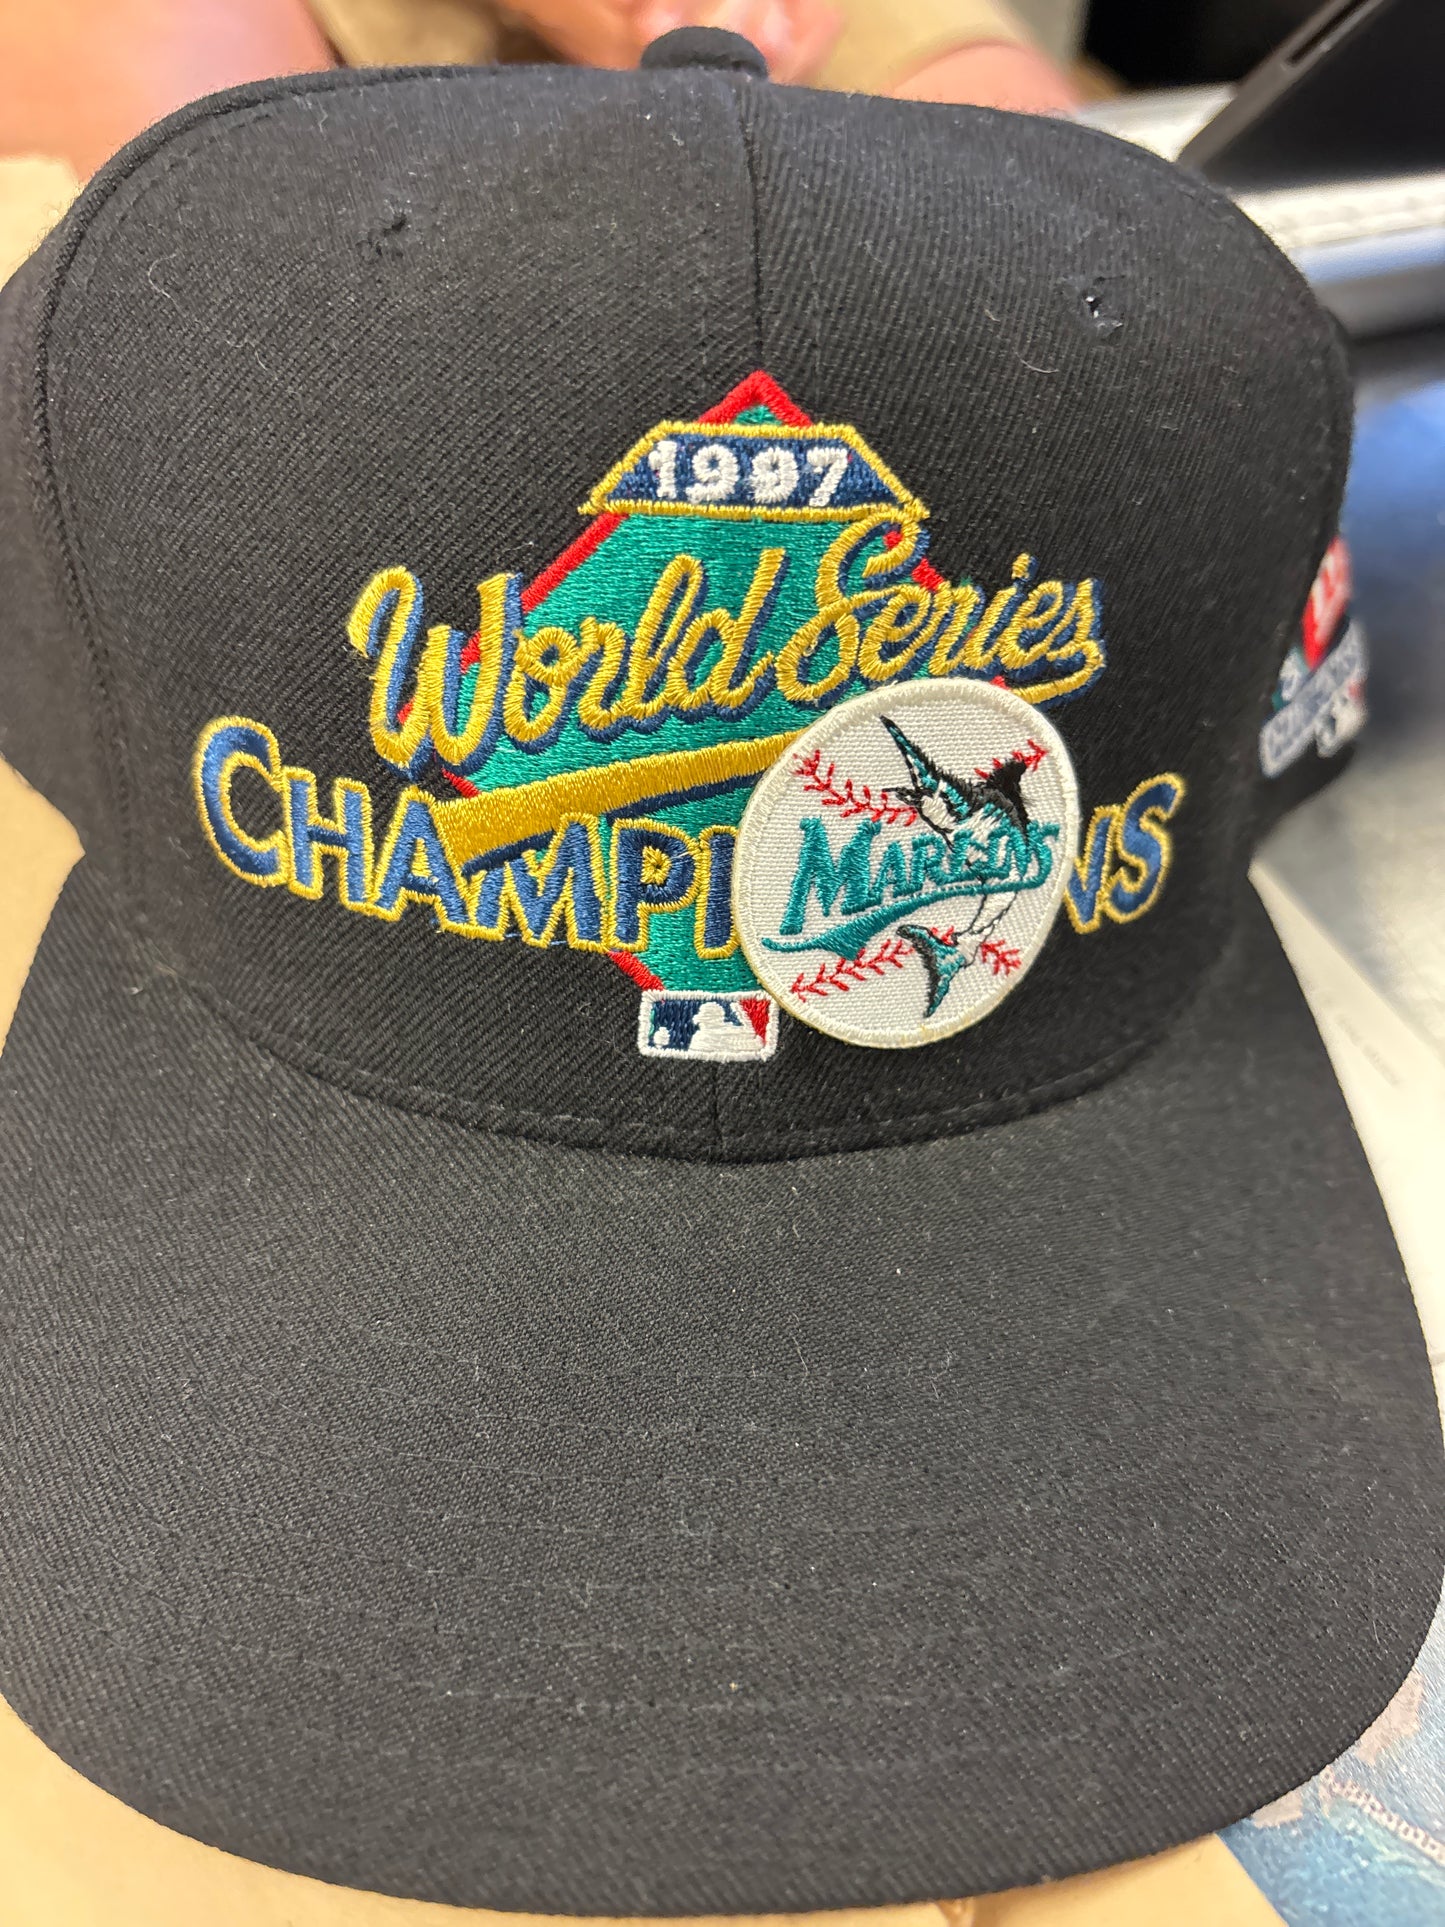 1997
World Series
CHAMPI NS
MARLINS